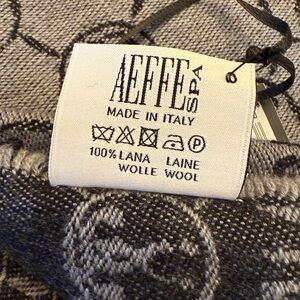 AEFFE SPA
MADE IN ITALY
P
100% LANA LAINE
WOLLE WOOL